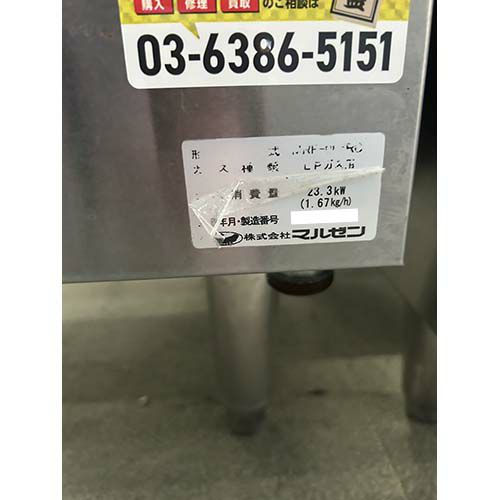 購入 修理 買取 のご相談は
03-6386-5151
形 式
ガス種類 LPガス用
消費量 23.3kW
(1.67kg/h)
年月・製造番号
株式会社マルゼン